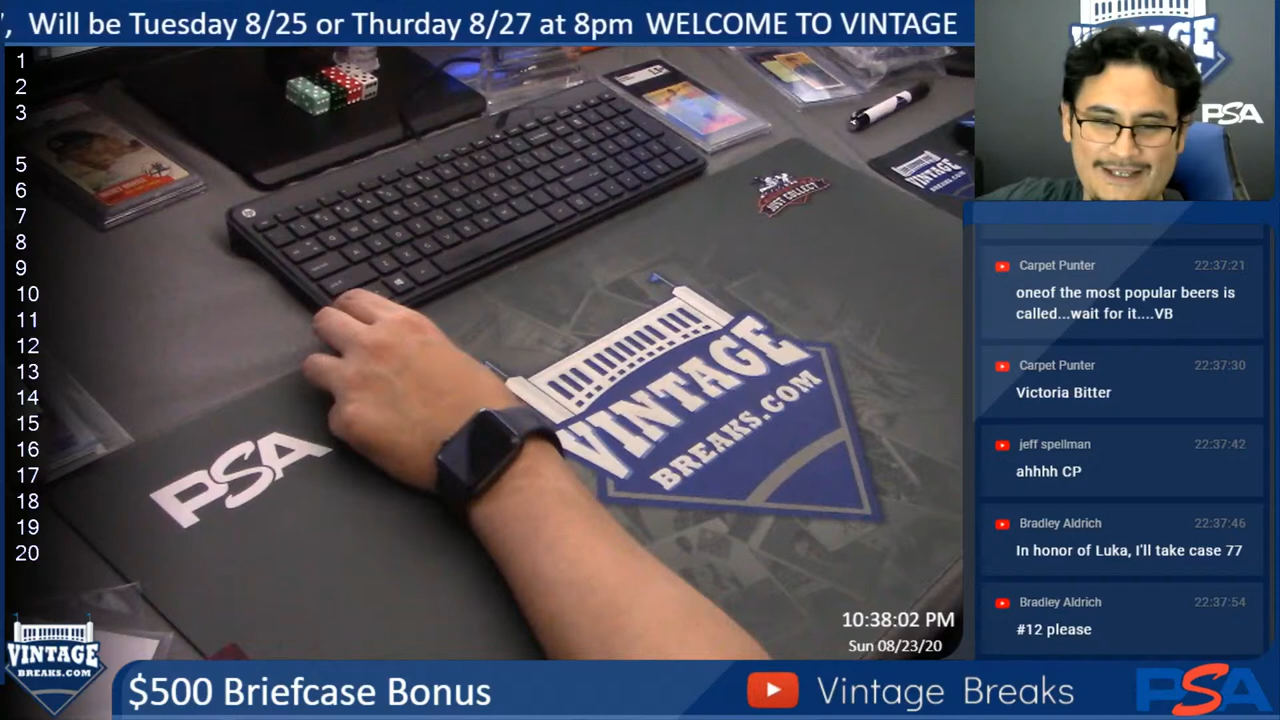 ', Will be Tuesday 8/25 or Thurday 8/27 at 8pm WELCOME TO VINTAGE
1
2
3
5
6
7
8
9
10
11
12
13
14
15
16
17
18
19
20
PSA
JUST COLLECT
VINTAGE
BREAKS.COM
VINTAGE
BREAKS.COM
PSA
10:38:02 PM
Sun 08/23/20
VINTAGE
PSA
Carpet Punter 22:37:21
oneof the most popular beers is
called...wait for it....VB
Carpet Punter 22:37:30
Victoria Bitter
jeff spellman 22:37:42
ahhhh CP
Bradley Aldrich 22:37:46
In honor of Luka, I'll take case 77
Bradley Aldrich 22:37:54
#12 please
VINTAGE
BREAKS.COM
$500 Briefcase Bonus
Vintage Breaks
PSA